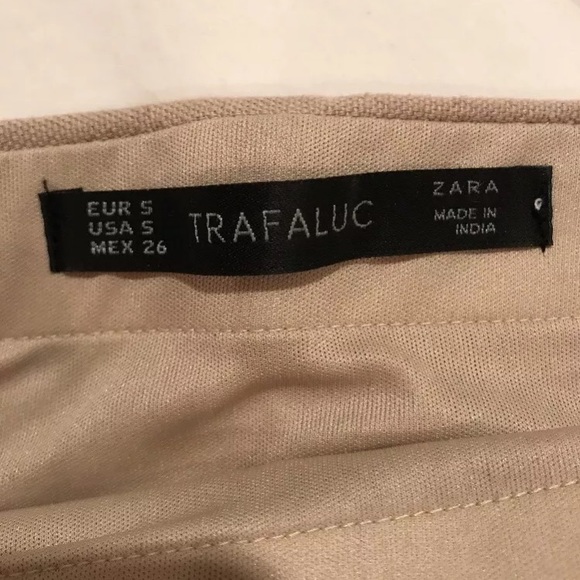 EUR S
USA S
MEX 26
TRAFALUC
ZARA
MADE IN
INDIA